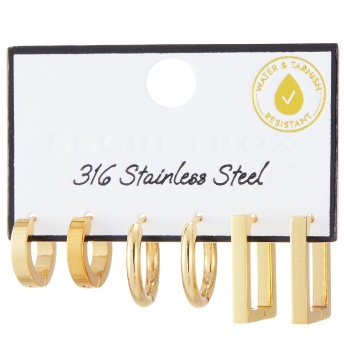 WATER & TARNISH
RESISTANT
SECRETBOX
316 Stainless Steel